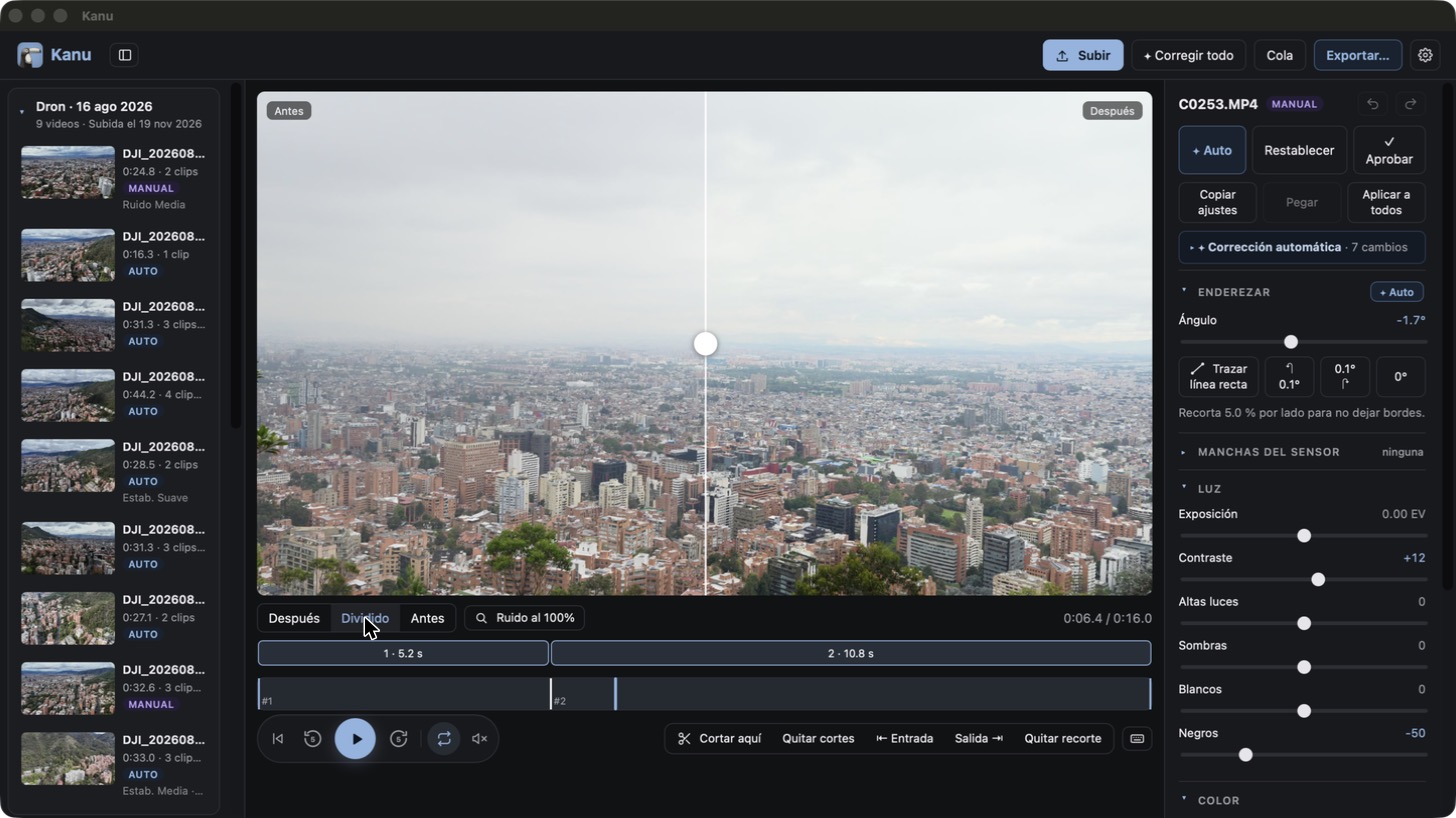 Kanu
Kanu
Subir
Corregir todo
Cola
Exportar...
Dron · 16 ago 2026
9 videos · Subida el 19 nov 2026
DJI_202608...
0:24.8 · 2 clips
MANUAL
Ruido Media
DJI_202608...
0:16.3 · 1 clip
AUTO
DJI_202608...
0:31.3 · 3 clips...
AUTO
DJI_202608...
0:44.2 · 4 clip...
AUTO
DJI_202608...
0:28.5 · 2 clips
AUTO
Estab. Suave
DJI_202608...
0:31.3 · 3 clips...
AUTO
DJI_202608...
0:27.1 · 2 clips
AUTO
DJI_202608...
0:32.6 · 3 clip...
MANUAL
DJI_202608...
0:33.0 · 3 clip...
AUTO
Estab. Media ·...
Antes
Después
Después
Dividido
Antes
Ruido al 100%
0:06.4 / 0:16.0
1 · 5.2 s
2 · 10.8 s
#1
#2
5
5
Cortar aquí
Quitar cortes
⇤ Entrada
Salida ⇥
Quitar recorte
C0253.MP4
MANUAL
Auto
Restablecer
✓
Aprobar
Copiar
ajustes
Pegar
Aplicar a
todos
Corrección automática · 7 cambios
ENDEREZAR
Auto
Ángulo
-1.7°
Trazar
línea recta
0.1°
0.1°
0°
Recorta 5.0 % por lado para no dejar bordes.
MANCHAS DEL SENSOR
ninguna
LUZ
Exposición
0.00 EV
Contraste
+12
Altas luces
0
Sombras
0
Blancos
0
Negros
-50
COLOR